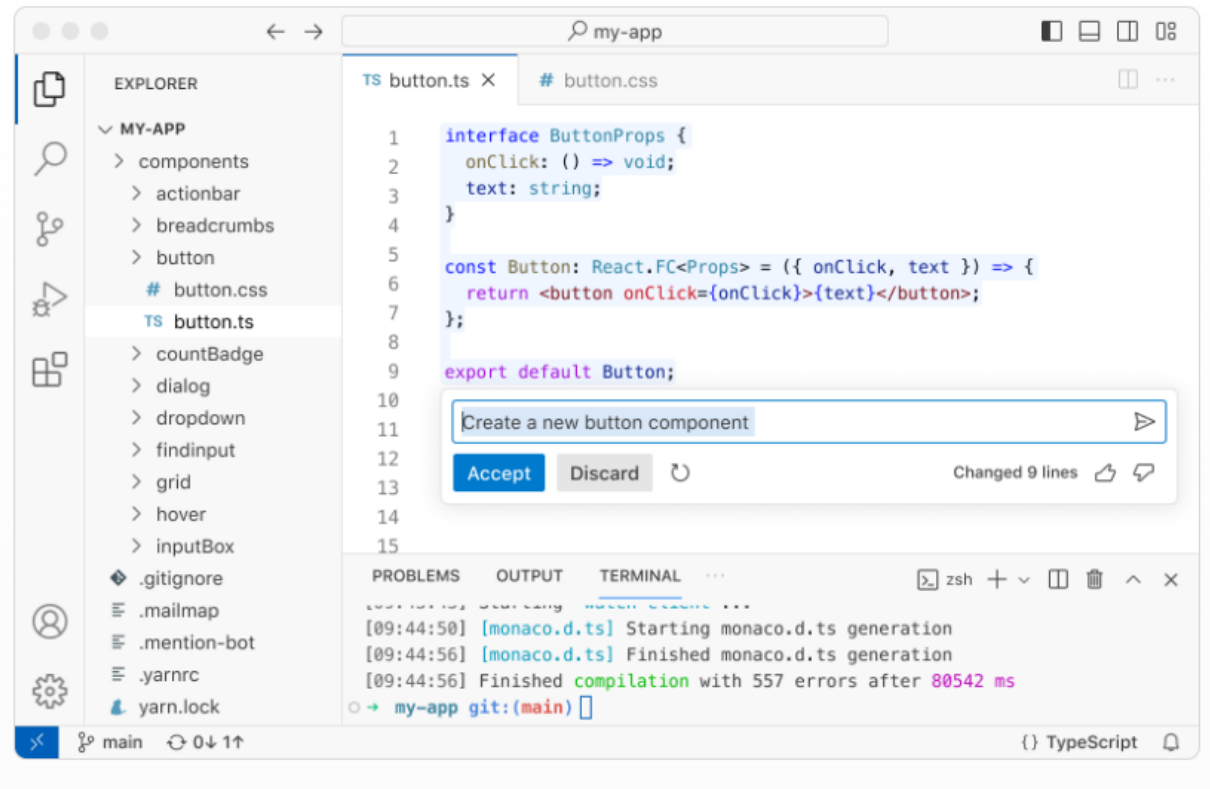 my-app
EXPLORER
MY-APP
components
actionbar
breadcrumbs
button
# button.css
TS button.ts
countBadge
dialog
dropdown
findinput
grid
hover
inputBox
.gitignore
.mailmap
.mention-bot
.yarnrc
yarn.lock
TS button.ts
# button.css
1 interface ButtonProps {
2 onClick: () => void;
3 text: string;
4 }
5
6 const Button: React.FC<Props> = ({ onClick, text }) => {
7 return <button onClick={onClick}>{text}</button>;
8 };
9 export default Button;
10
11
12
13
14
15
Create a new button component
Accept Discard
Changed 9 lines
PROBLEMS OUTPUT TERMINAL ...
zsh
[09:44:50] [monaco.d.ts] Starting monaco.d.ts generation
[09:44:56] [monaco.d.ts] Finished monaco.d.ts generation
[09:44:56] Finished compilation with 557 errors after 80542 ms
→ my-app git:(main)
main 0↓ 1↑
{} TypeScript